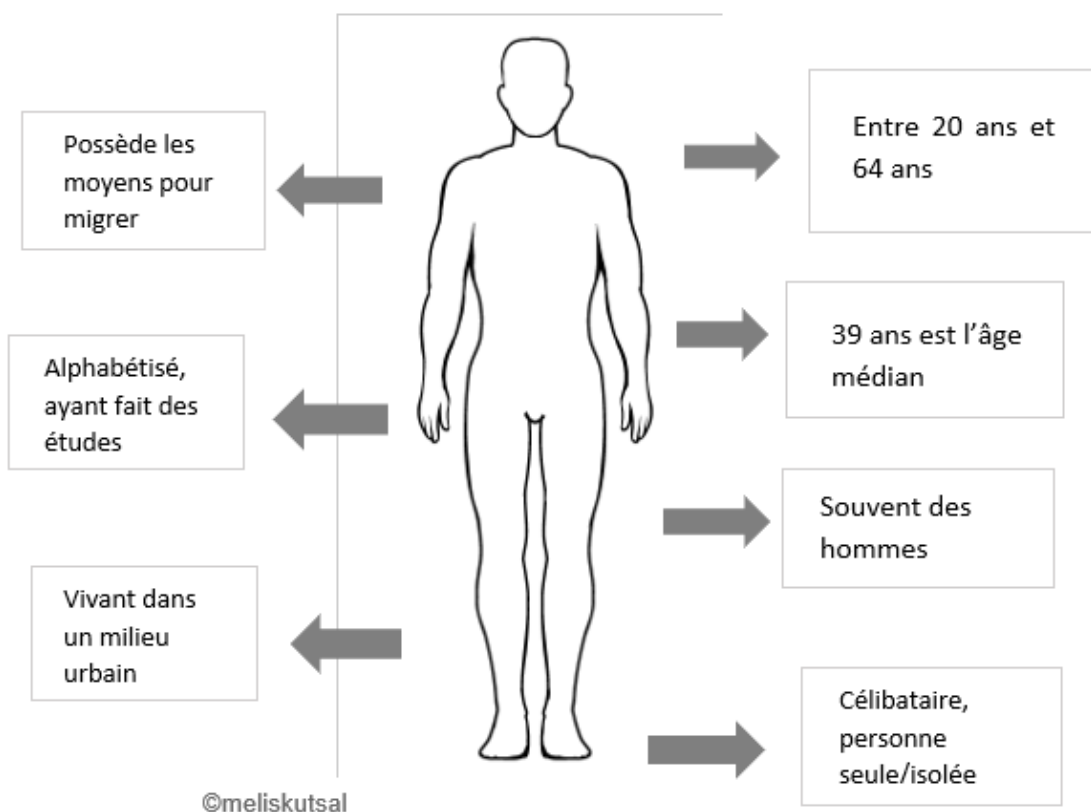 Possède les
moyens pour
migrer
Alphabétisé,
ayant fait des
études
Vivant dans
un milieu
urbain
Entre 20 ans et
64 ans
39 ans est l’âge
médian
Souvent des
hommes
Célibataire,
personne
seule/isolée
©meliskutsal